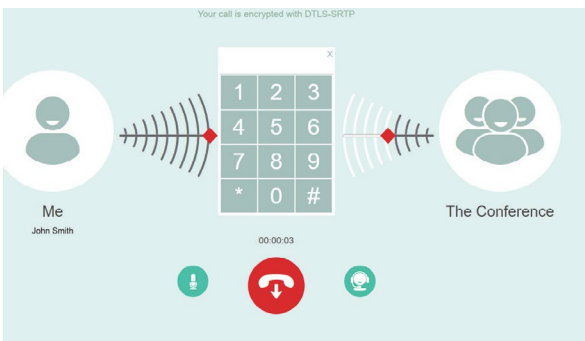 Your call is encrypted with DTLS-SRTP
X
1 2 3
4 5 6
7 8 9
* 0 #
Me
John Smith
The Conference
00:00:03